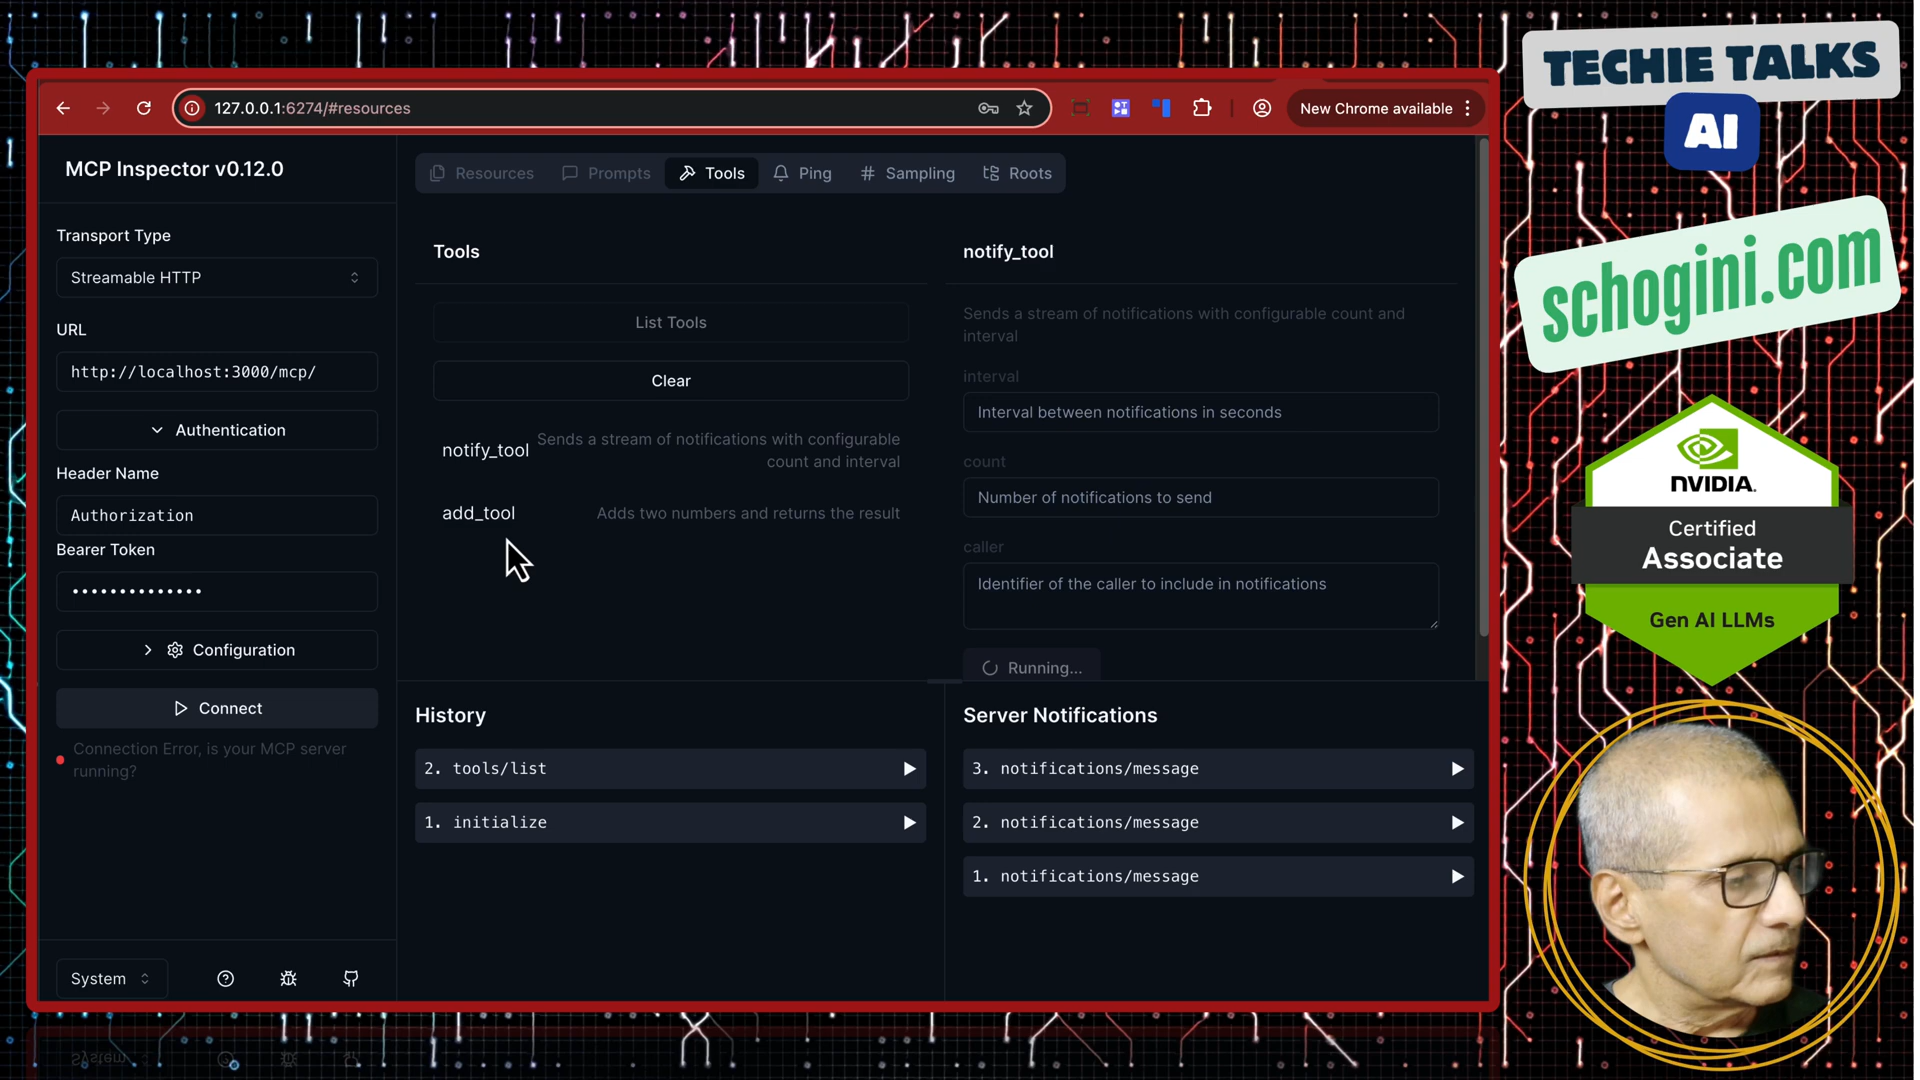 127.0.0.1:6274/#resources
New Chrome available
MCP Inspector v0.12.0
Transport Type
Streamable HTTP
URL
http://localhost:3000/mcp/
Authentication
Header Name
Authorization
Bearer Token
••••••••••••••
Configuration
Connect
Connection Error, is your MCP server
running?
System
Resources
Prompts
Tools
Ping
Sampling
Roots
Tools
List Tools
Clear
notify_tool
Sends a stream of notifications with configurable
count and interval
add_tool
Adds two numbers and returns the result
notify_tool
Sends a stream of notifications with configurable count and
interval
interval
Interval between notifications in seconds
count
Number of notifications to send
caller
Identifier of the caller to include in notifications
Running...
History
2. tools/list
1. initialize
Server Notifications
3. notifications/message
2. notifications/message
1. notifications/message
TECHIE TALKS
AI
schogini.com
NVIDIA.
Certified
Associate
Gen AI LLMs